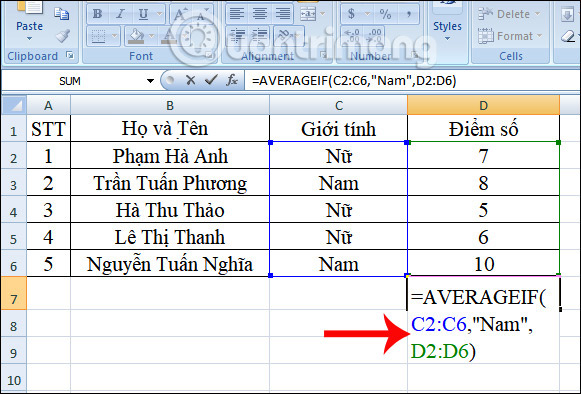 Paste
Styles
Delete
Format
Clipboard
Font
Alignment
Cells
Quantrimang
SUM
=AVERAGEIF(C2:C6,"Nam",D2:D6)
A B C D
1 STT Họ và Tên Giới tính Điểm số
2 1 Phạm Hà Anh Nữ 7
3 2 Trần Tuấn Phương Nam 8
4 3 Hà Thu Thảo Nữ 5
5 4 Lê Thị Thanh Nữ 6
6 5 Nguyễn Tuấn Nghĩa Nam 10
7 =AVERAGEIF(
8 C2:C6,"Nam",
9 D2:D6)
10